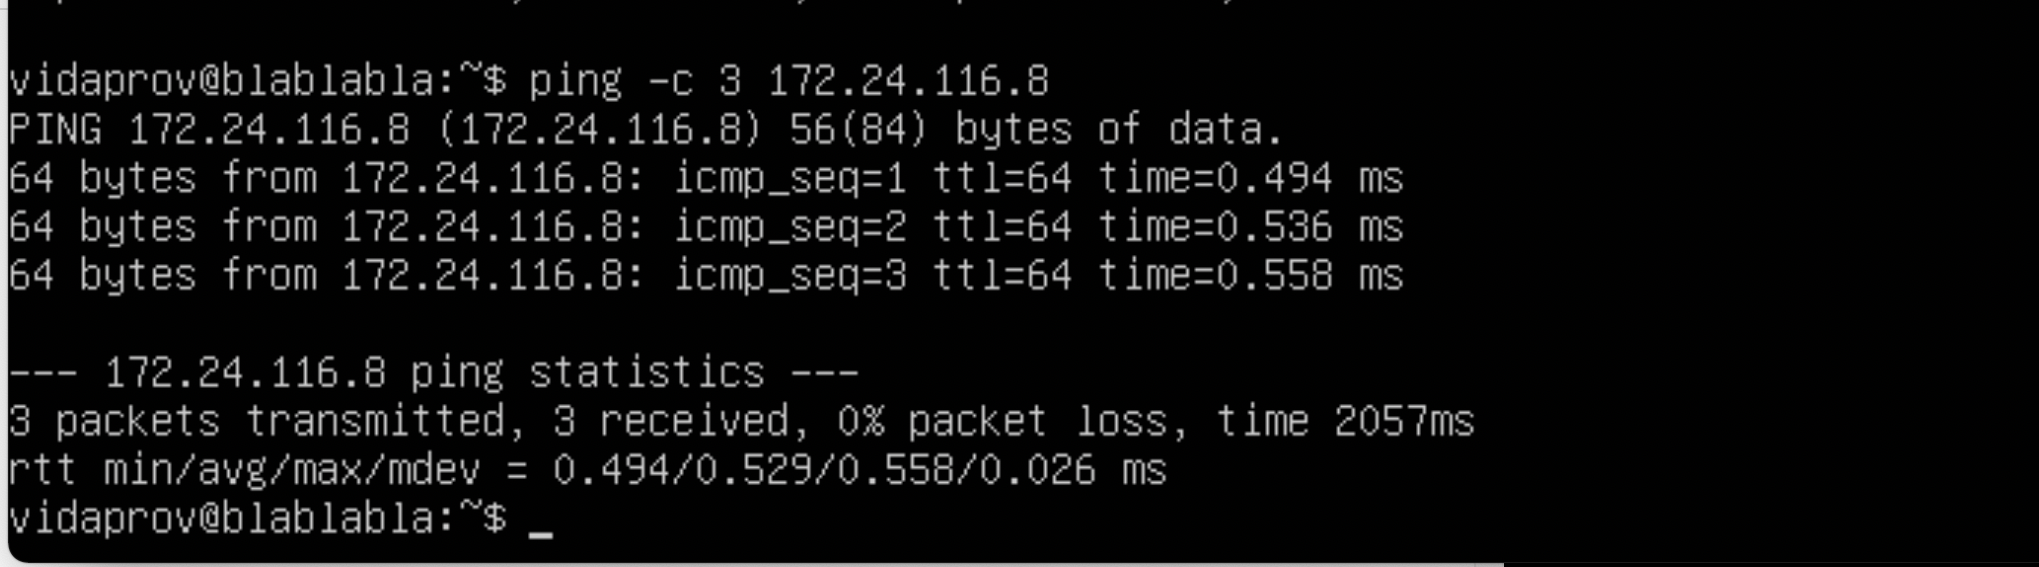 vidaprov@blablabla:~$ ping -c 3 172.24.116.8
PING 172.24.116.8 (172.24.116.8) 56(84) bytes of data.
64 bytes from 172.24.116.8: icmp_seq=1 ttl=64 time=0.494 ms
64 bytes from 172.24.116.8: icmp_seq=2 ttl=64 time=0.536 ms
64 bytes from 172.24.116.8: icmp_seq=3 ttl=64 time=0.558 ms
--- 172.24.116.8 ping statistics ---
3 packets transmitted, 3 received, 0% packet loss, time 2057ms
rtt min/avg/max/mdev = 0.494/0.529/0.558/0.026 ms
vidaprov@blablabla:~$ _